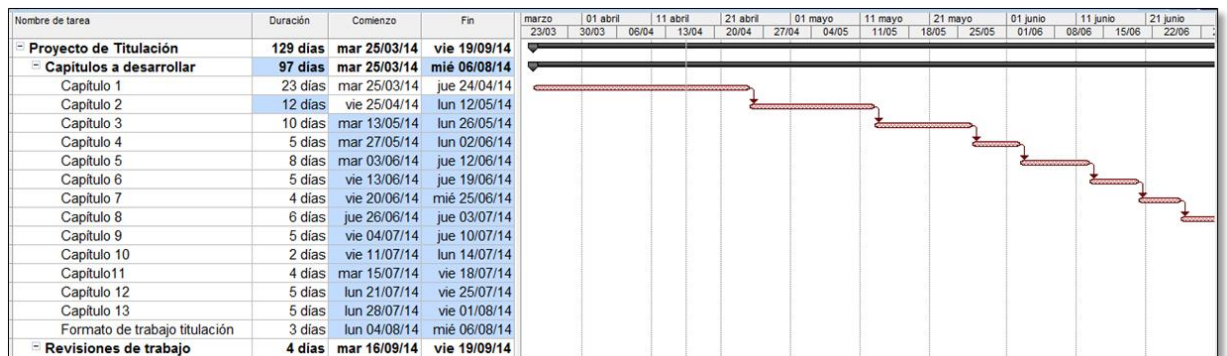 Nombre de tarea Duración Comienzo Fin marzo 01 abril 11 abril 21 abril 01 mayo 11 mayo 21 mayo 01 junio 11 junio 21 junio
23/03 30/03 06/04 13/04 20/04 27/04 04/05 11/05 18/05 25/05 01/06 08/06 15/06 22/06
Proyecto de Titulación 129 días mar 25/03/14 vie 19/09/14
Capitulos a desarrollar 97 días mar 25/03/14 mié 06/08/14
Capítulo 1 23 días mar 25/03/14 jue 24/04/14
Capítulo 2 12 días vie 25/04/14 lun 12/05/14
Capítulo 3 10 días mar 13/05/14 lun 26/05/14
Capítulo 4 5 días mar 27/05/14 lun 02/06/14
Capítulo 5 8 días mar 03/06/14 jue 12/06/14
Capítulo 6 5 días vie 13/06/14 jue 19/06/14
Capítulo 7 4 días vie 20/06/14 mié 25/06/14
Capítulo 8 6 días jue 26/06/14 jue 03/07/14
Capítulo 9 5 días vie 04/07/14 jue 10/07/14
Capítulo 10 2 días vie 11/07/14 lun 14/07/14
Capítulo11 4 días mar 15/07/14 vie 18/07/14
Capítulo 12 5 días lun 21/07/14 vie 25/07/14
Capítulo 13 5 días lun 28/07/14 vie 01/08/14
Formato de trabajo titulación 3 días lun 04/08/14 mié 06/08/14
Revisiones de trabajo 4 días mar 16/09/14 vie 19/09/14